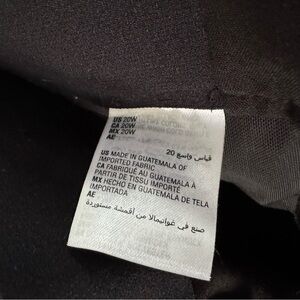 US 20W
CA 20W
MX 20W
AE
قياس واسع 20
US MADE IN GUATEMALA OF
IMPORTED FABRIC
CA FABRIQUÉ AU GUATEMALA À
PARTIR DE TISSU IMPORTÉ
MX HECHO EN GUATEMALA DE TELA
IMPORTADA
AE
صنع في غواتيمالا من أقمشة مستوردة